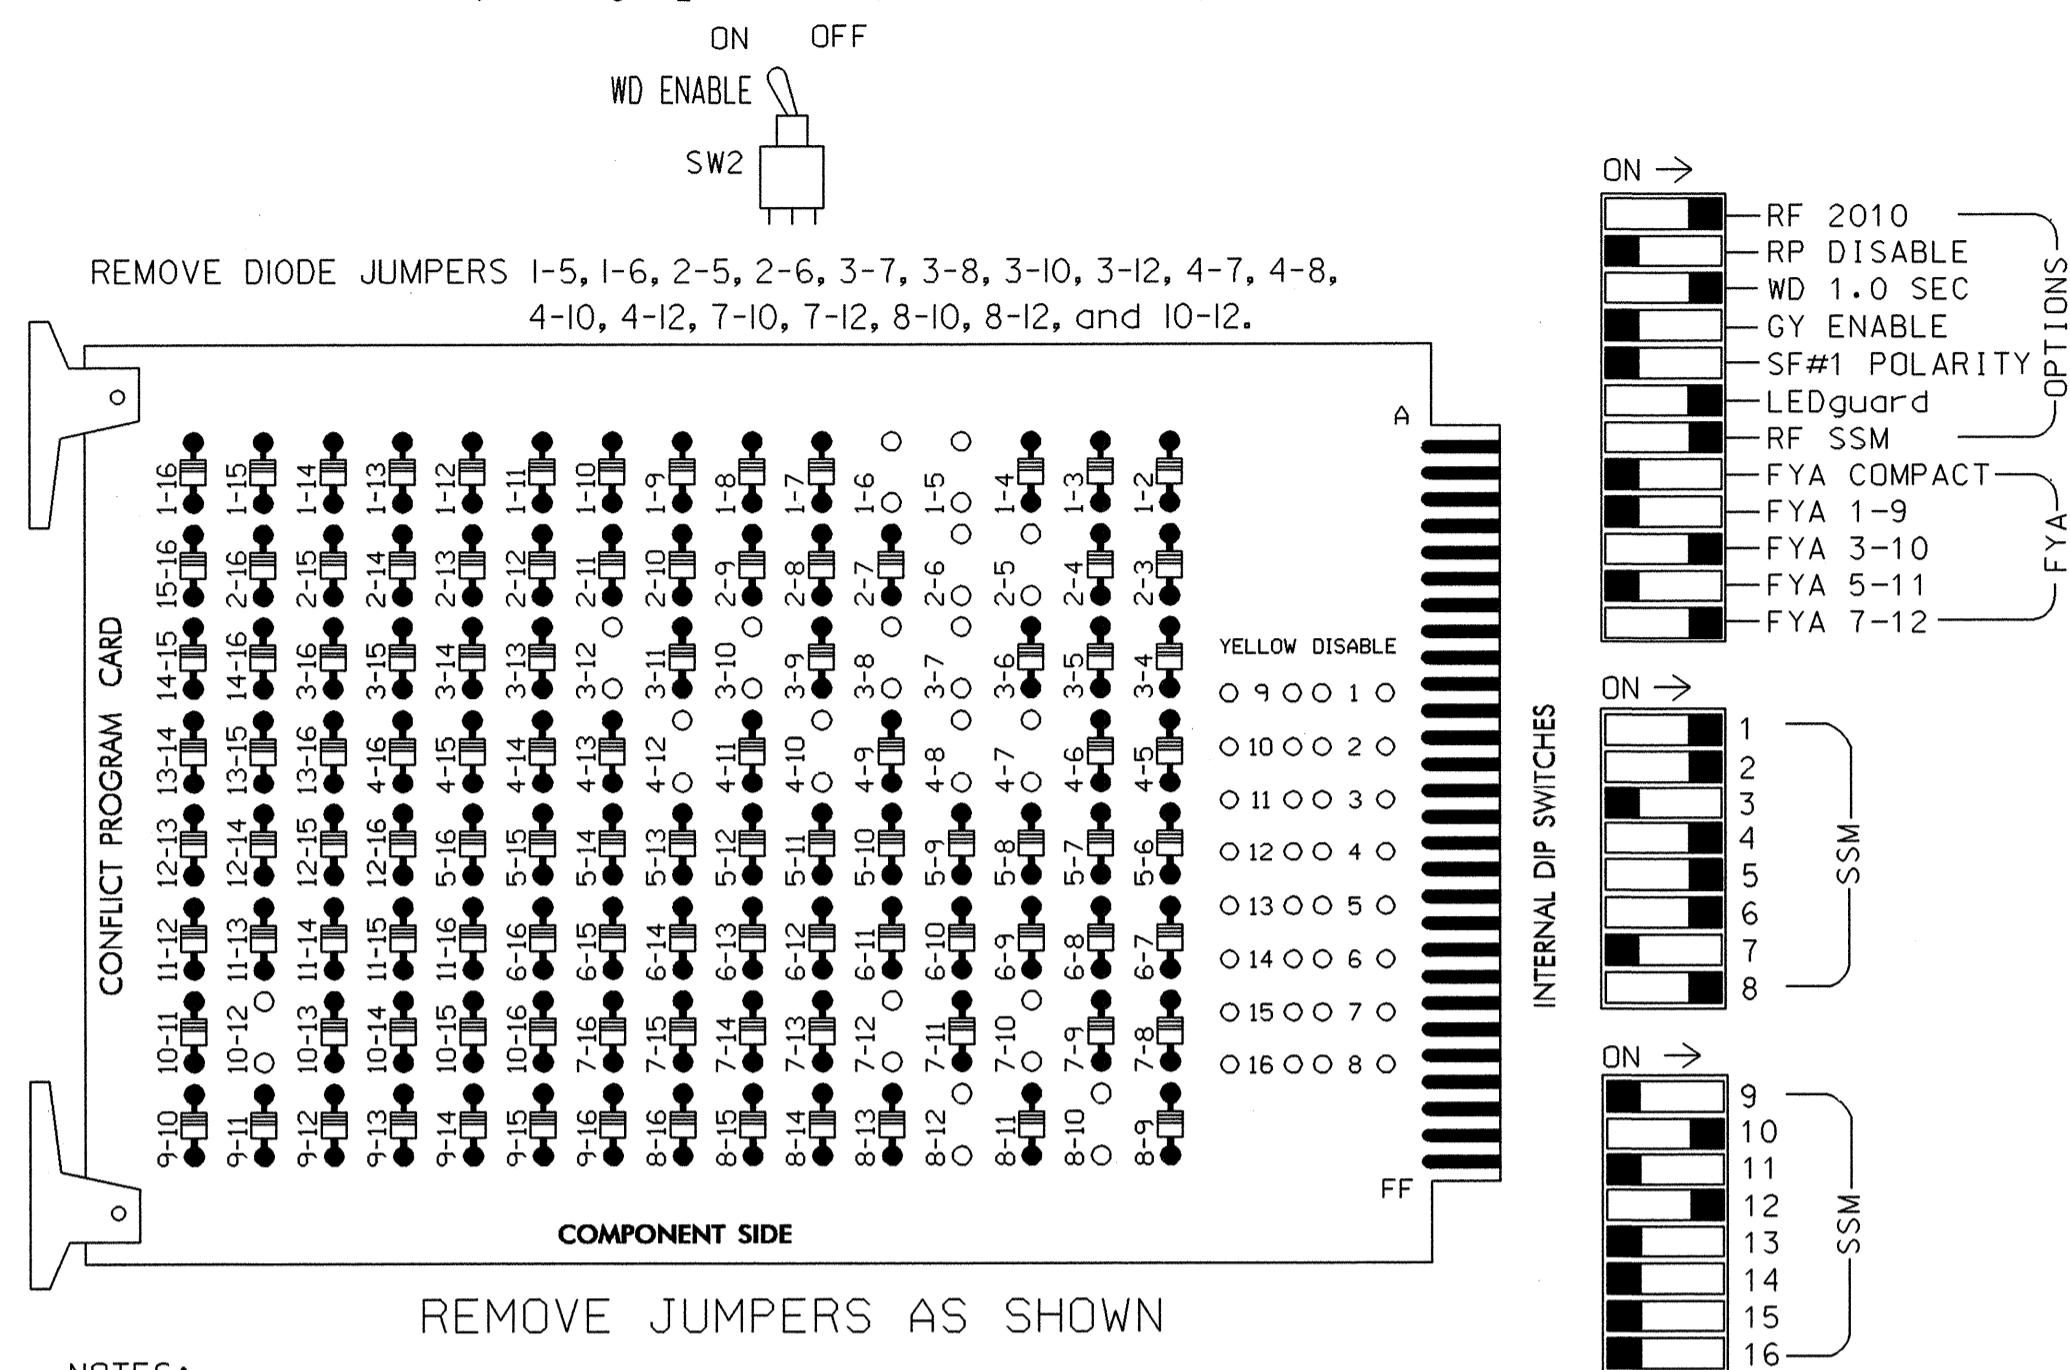 ON OFF
WD ENABLE
SW2
REMOVE DIODE JUMPERS 1-5, 1-6, 2-5, 2-6, 3-7, 3-8, 3-10, 3-12, 4-7, 4-8,
4-10, 4-12, 7-10, 7-12, 8-10, 8-12, and 10-12.
CONFLICT PROGRAM CARD
1-16 1-15 1-14 1-13 1-12 1-11 1-10 1-9 1-8 1-7 1-6 1-5 1-4 1-3 1-2
15-16 2-16 2-15 2-14 2-13 2-12 2-11 2-10 2-9 2-8 2-7 2-6 2-5 2-4 2-3
14-15 14-16 3-16 3-15 3-14 3-13 3-12 3-11 3-10 3-9 3-8 3-7 3-6 3-5 3-4
13-14 13-15 13-16 4-16 4-15 4-14 4-13 4-12 4-11 4-10 4-9 4-8 4-7 4-6 4-5
12-13 12-14 12-15 12-16 5-16 5-15 5-14 5-13 5-12 5-11 5-10 5-9 5-8 5-7 5-6
11-12 11-13 11-14 11-15 11-16 6-16 6-15 6-14 6-13 6-12 6-11 6-10 6-9 6-8 6-7
10-11 10-12 10-13 10-14 10-15 10-16 7-16 7-15 7-14 7-13 7-12 7-11 7-10 7-9 7-8
9-10 9-11 9-12 9-13 9-14 9-15 9-16 8-16 8-15 8-14 8-13 8-12 8-11 8-10 8-9
A
YELLOW DISABLE
9 1
10 2
11 3
12 4
13 5
14 6
15 7
16 8
FF
COMPONENT SIDE
REMOVE JUMPERS AS SHOWN
NOTES:
INTERNAL DIP SWITCHES
ON
RF 2010
RP DISABLE
WD 1.0 SEC
GY ENABLE
SF#1 POLARITY
LEDguard
RF SSM
OPTIONS
FYA COMPACT
FYA 1-9
FYA 3-10
FYA 5-11
FYA 7-12
FYA
ON
1
2
3
4
5
6
7
8
SSM
ON
9
10
11
12
13
14
15
16
SSM